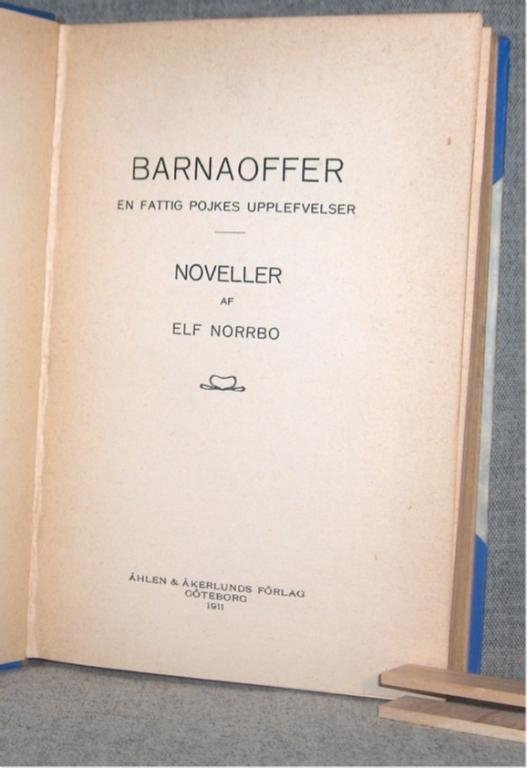 BARNAOFFER
EN FATTIG POJKES UPPLEFVELSER
NOVELLER
AF
ELF NORRBO
ÅHLEN & ÅKERLUNDS FÖRLAG
GÖTEBORG
1911